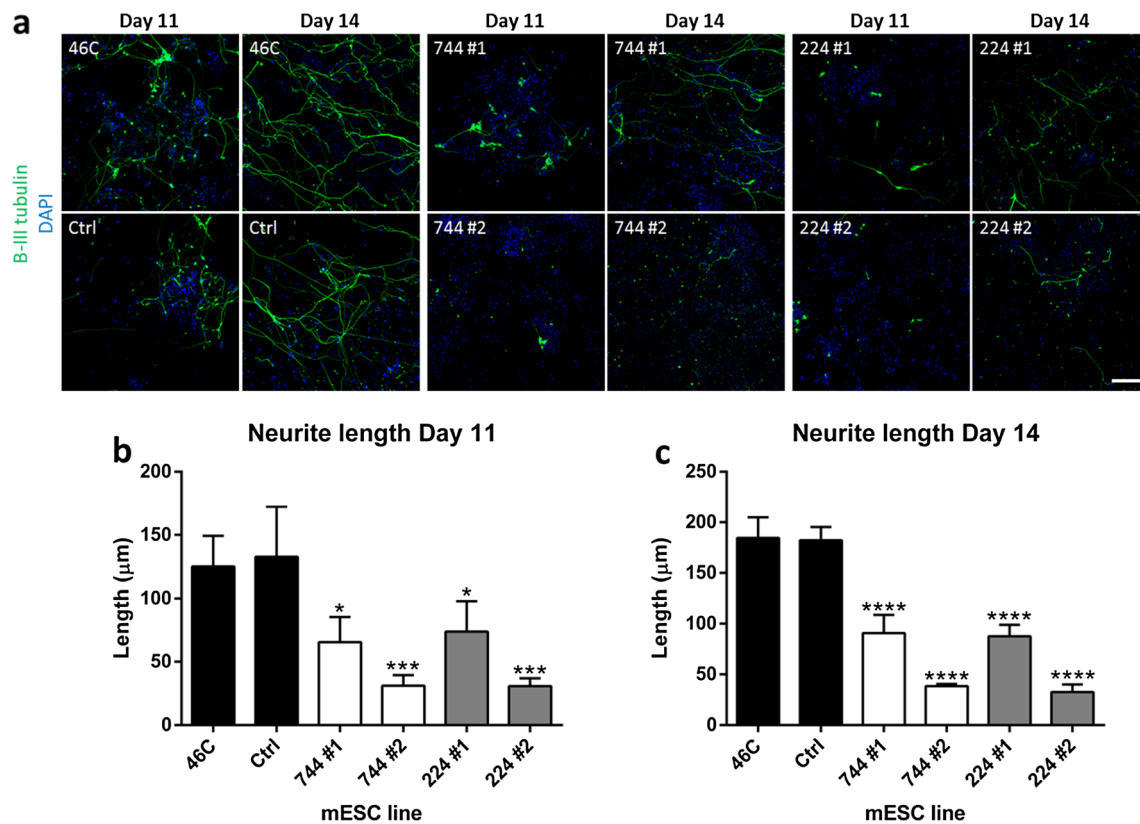 a
Day 11 Day 14 Day 11 Day 14 Day 11 Day 14
B-III tubulin
DAPI
46C 46C 744 #1 744 #1 224 #1 224 #1
Ctrl Ctrl 744 #2 744 #2 224 #2 224 #2
b
Neurite length Day 11
Length (μm)
200
150
100
50
0
* *** * ***
46C Ctrl 744 #1 744 #2 224 #1 224 #2
mESC line
c
Neurite length Day 14
Length (μm)
250
200
150
100
50
0
**** **** **** ****
46C Ctrl 744 #1 744 #2 224 #1 224 #2
mESC line